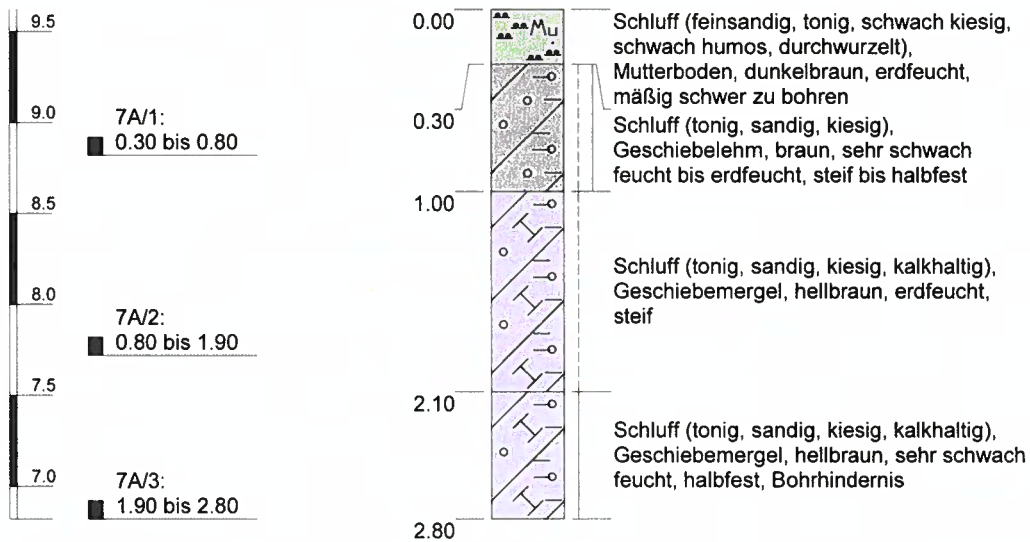 9.5
9.0
8.5
8.0
7.5
7.0
7A/1:
0.30 bis 0.80
7A/2:
0.80 bis 1.90
7A/3:
1.90 bis 2.80
0.00
0.30
1.00
2.10
2.80
Mu
Schluff (feinsandig, tonig, schwach kiesig,
schwach humos, durchwurzelt),
Mutterboden, dunkelbraun, erdfeucht,
mäßig schwer zu bohren
Schluff (tonig, sandig, kiesig),
Geschiebelehm, braun, sehr schwach
feucht bis erdfeucht, steif bis halbfest
Schluff (tonig, sandig, kiesig, kalkhaltig),
Geschiebemergel, hellbraun, erdfeucht,
steif
Schluff (tonig, sandig, kiesig, kalkhaltig),
Geschiebemergel, hellbraun, sehr schwach
feucht, halbfest, Bohrhindernis